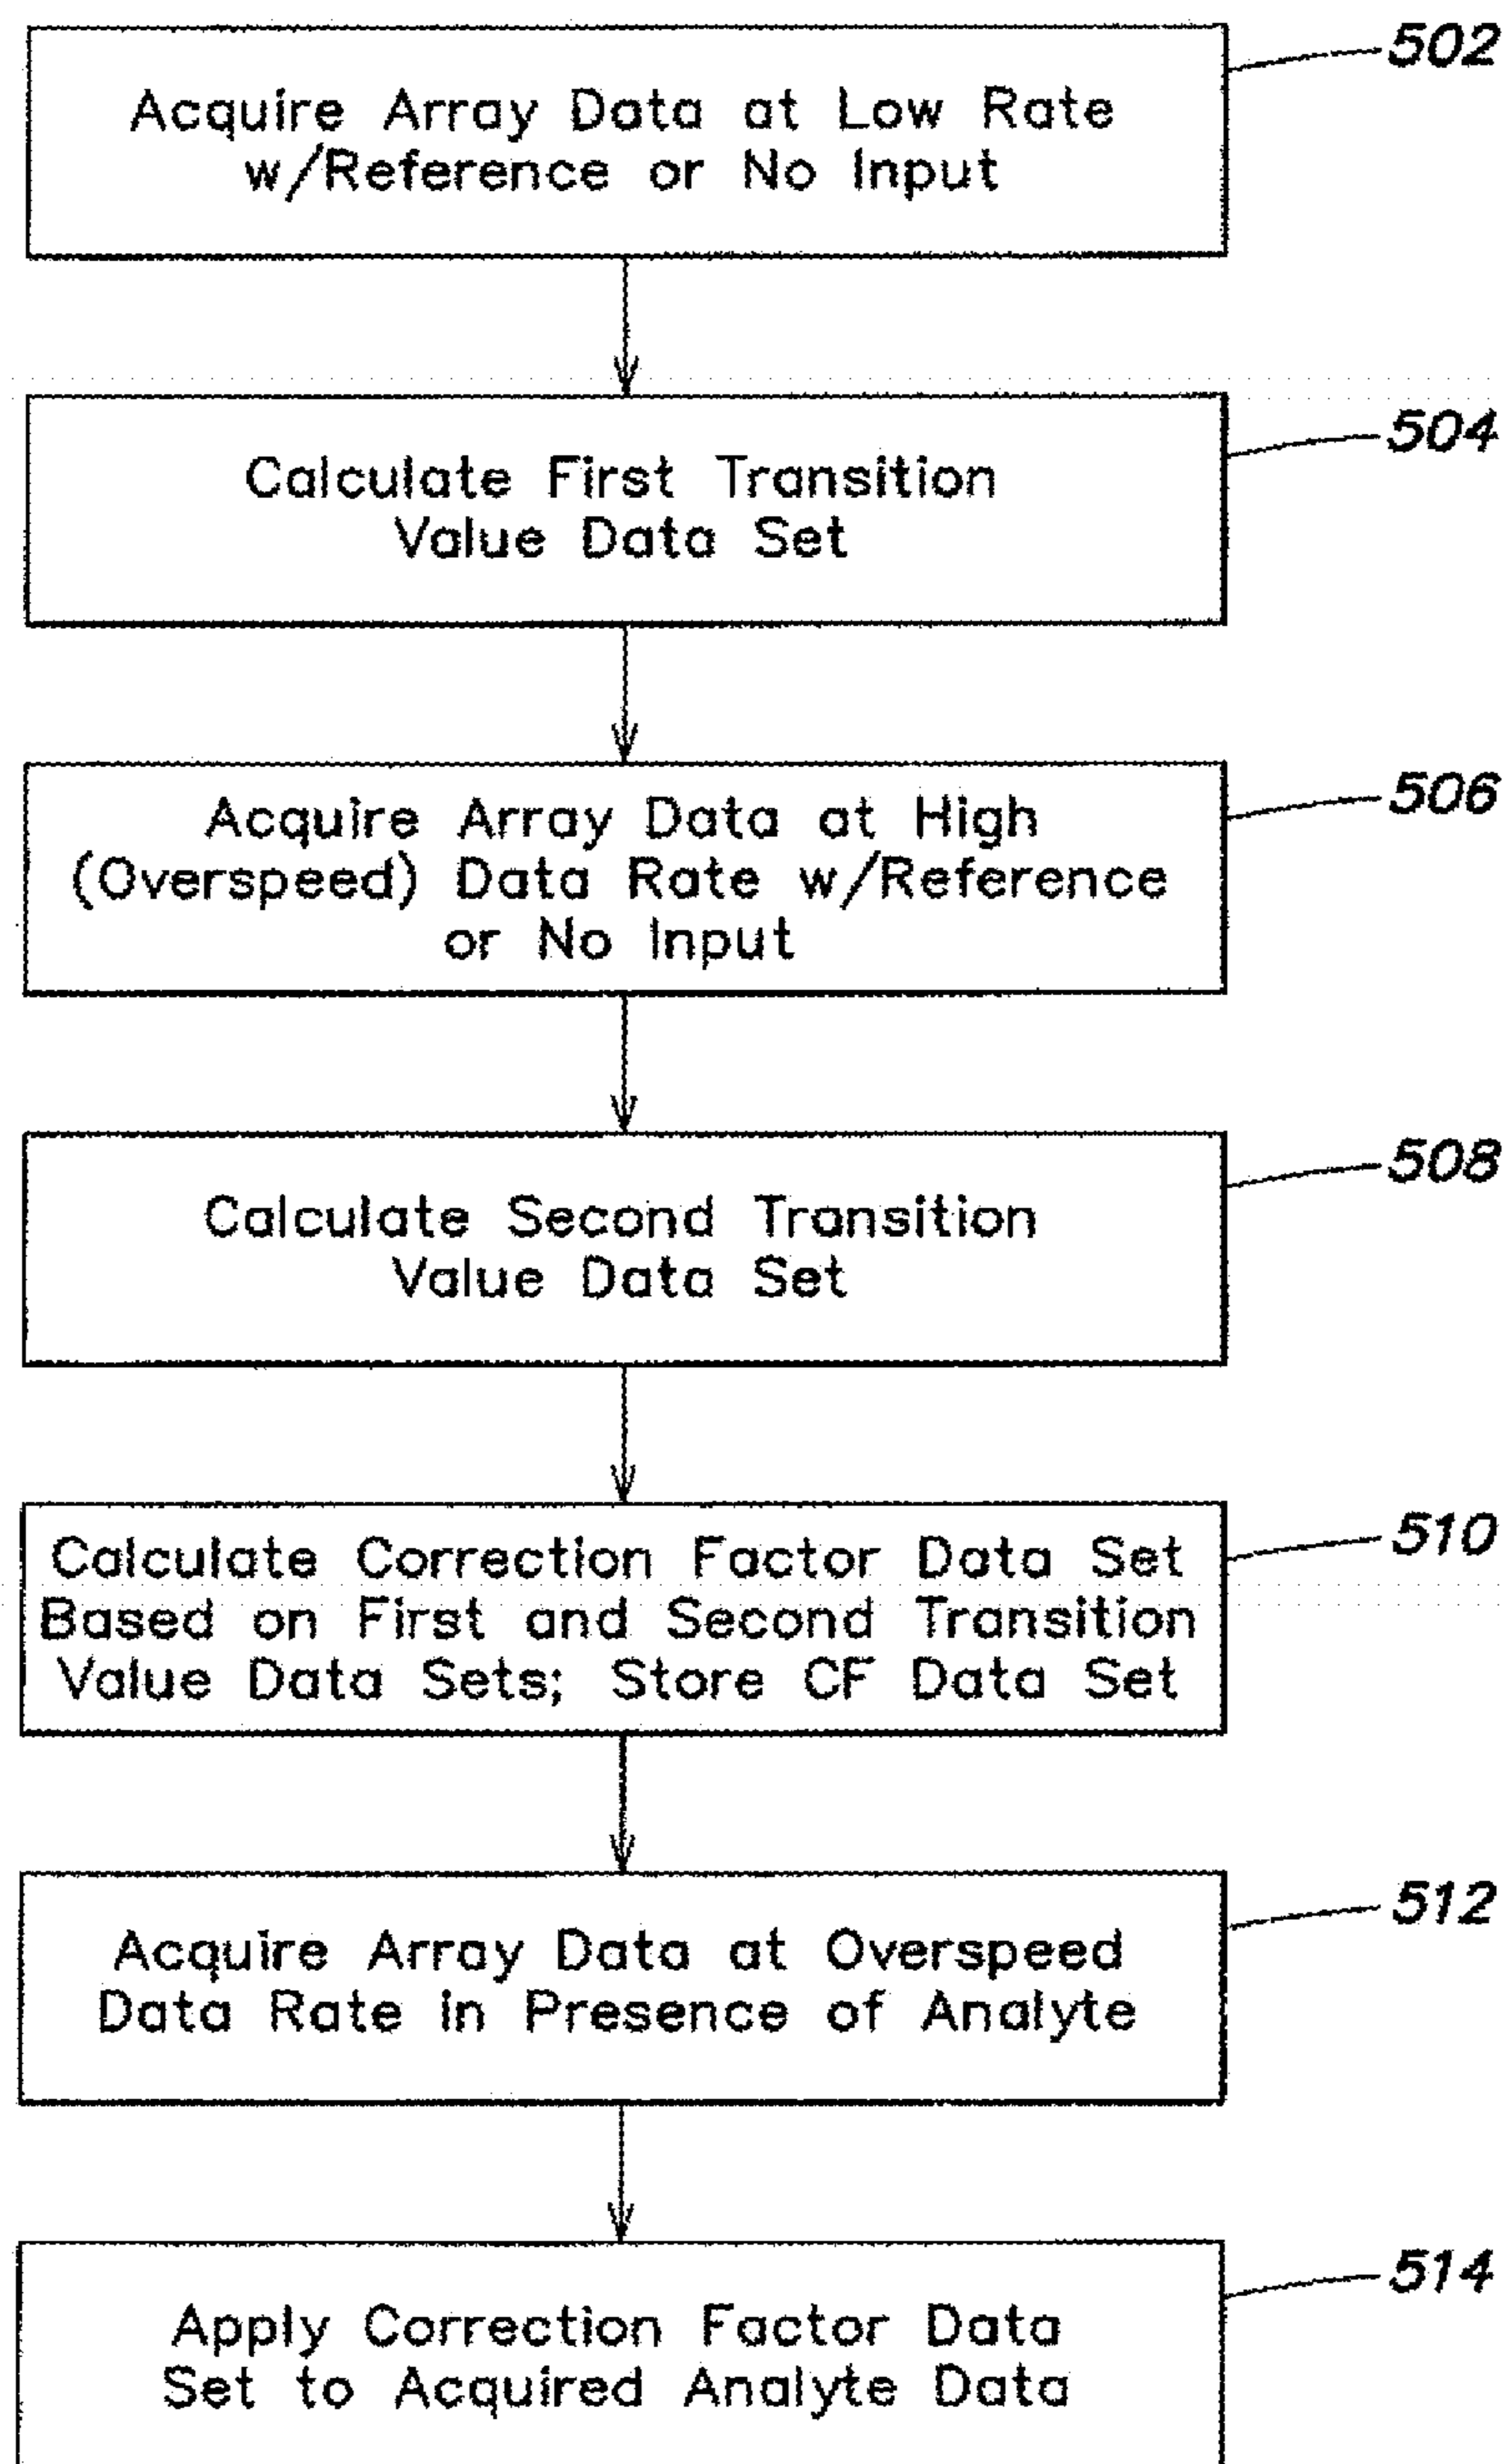 502
Acquire Array Data at Low Rate
w/Reference or No Input
504
Calculate First Transition
Value Data Set
506
Acquire Array Data at High
(Overspeed) Data Rate w/Reference
or No Input
508
Calculate Second Transition
Value Data Set
510
Calculate Correction Factor Data Set
Based on First and Second Transition
Value Data Sets; Store CF Data Set
512
Acquire Array Data at Overspeed
Data Rate in Presence of Analyte
514
Apply Correction Factor Data
Set to Acquired Analyte Data